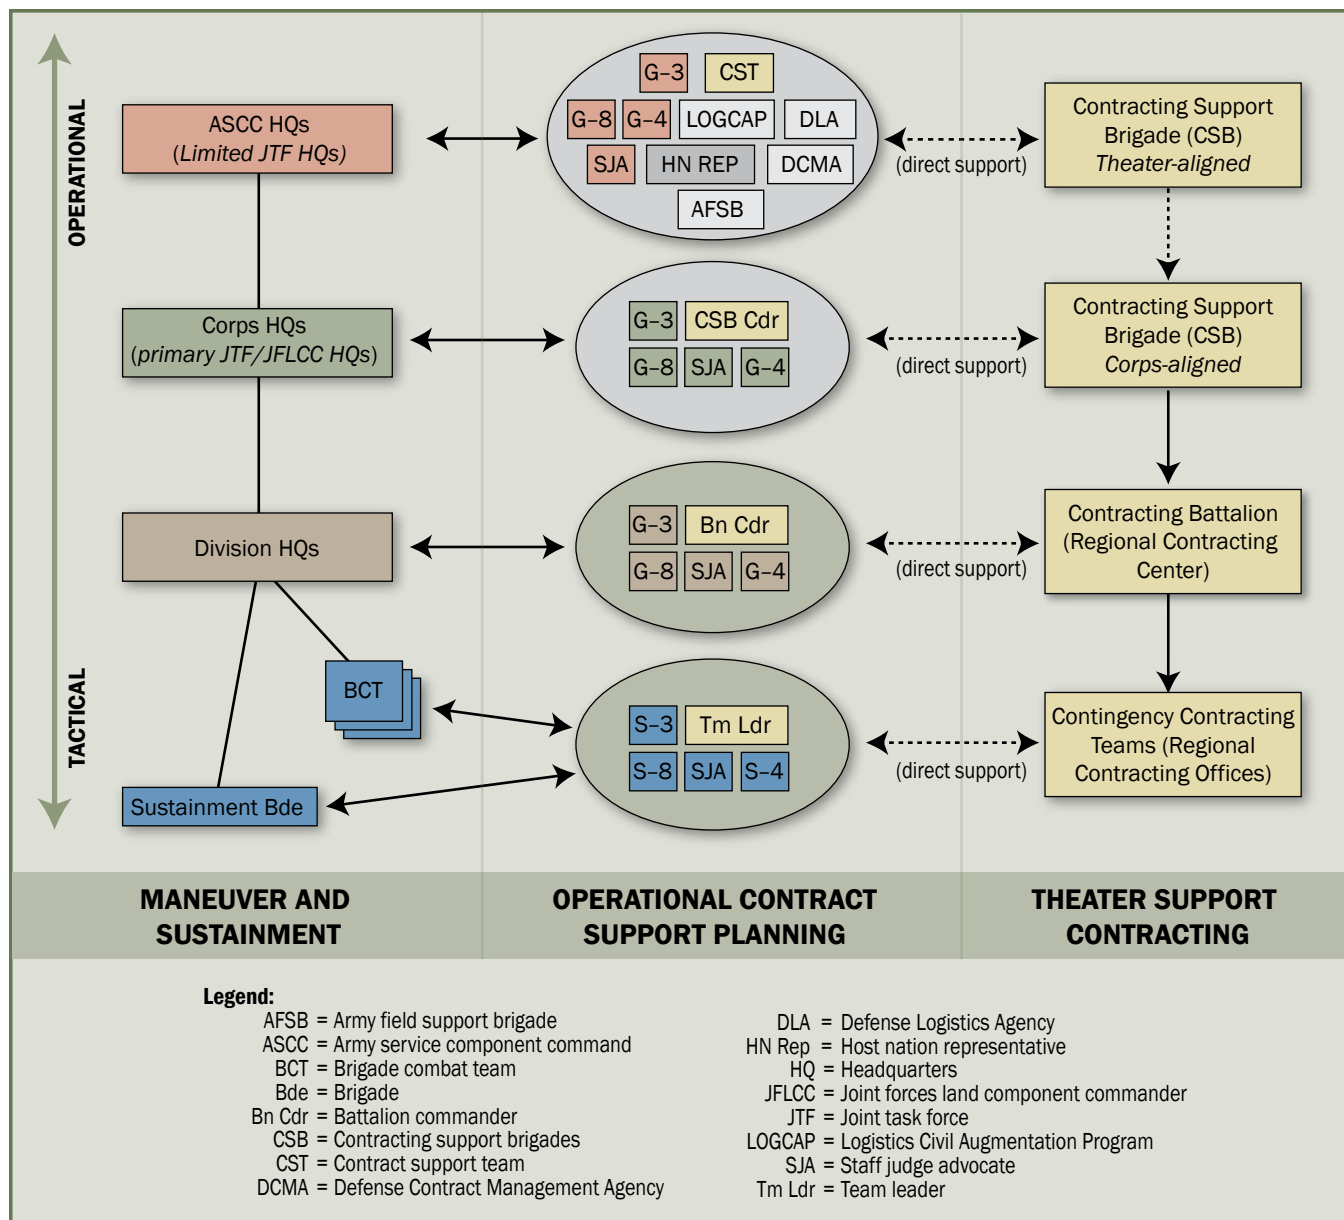 OPERATIONAL
TACTICAL
ASCC HQs
(Limited JTF HQs)
Corps HQs
(primary JTF/JFLCC HQs)
Division HQs
BCT
Sustainment Bde
G–3
CST
G–8
G–4
LOGCAP
DLA
SJA
HN REP
DCMA
AFSB
G–3
CSB Cdr
G–8
SJA
G–4
G–3
Bn Cdr
G–8
SJA
G–4
S–3
Tm Ldr
S–8
SJA
S–4
(direct support)
(direct support)
(direct support)
(direct support)
Contracting Support
Brigade (CSB)
Theater-aligned
Contracting Support
Brigade (CSB)
Corps-aligned
Contracting Battalion
(Regional Contracting
Center)
Contingency Contracting
Teams (Regional
Contracting Offices)
MANEUVER AND
SUSTAINMENT
OPERATIONAL CONTRACT
SUPPORT PLANNING
THEATER SUPPORT
CONTRACTING
Legend:
AFSB = Army field support brigade
ASCC = Army service component command
BCT = Brigade combat team
Bde = Brigade
Bn Cdr = Battalion commander
CSB = Contracting support brigades
CST = Contract support team
DCMA = Defense Contract Management Agency
DLA = Defense Logistics Agency
HN Rep = Host nation representative
HQ = Headquarters
JFLCC = Joint forces land component commander
JTF = Joint task force
LOGCAP = Logistics Civil Augmentation Program
SJA = Staff judge advocate
Tm Ldr = Team leader